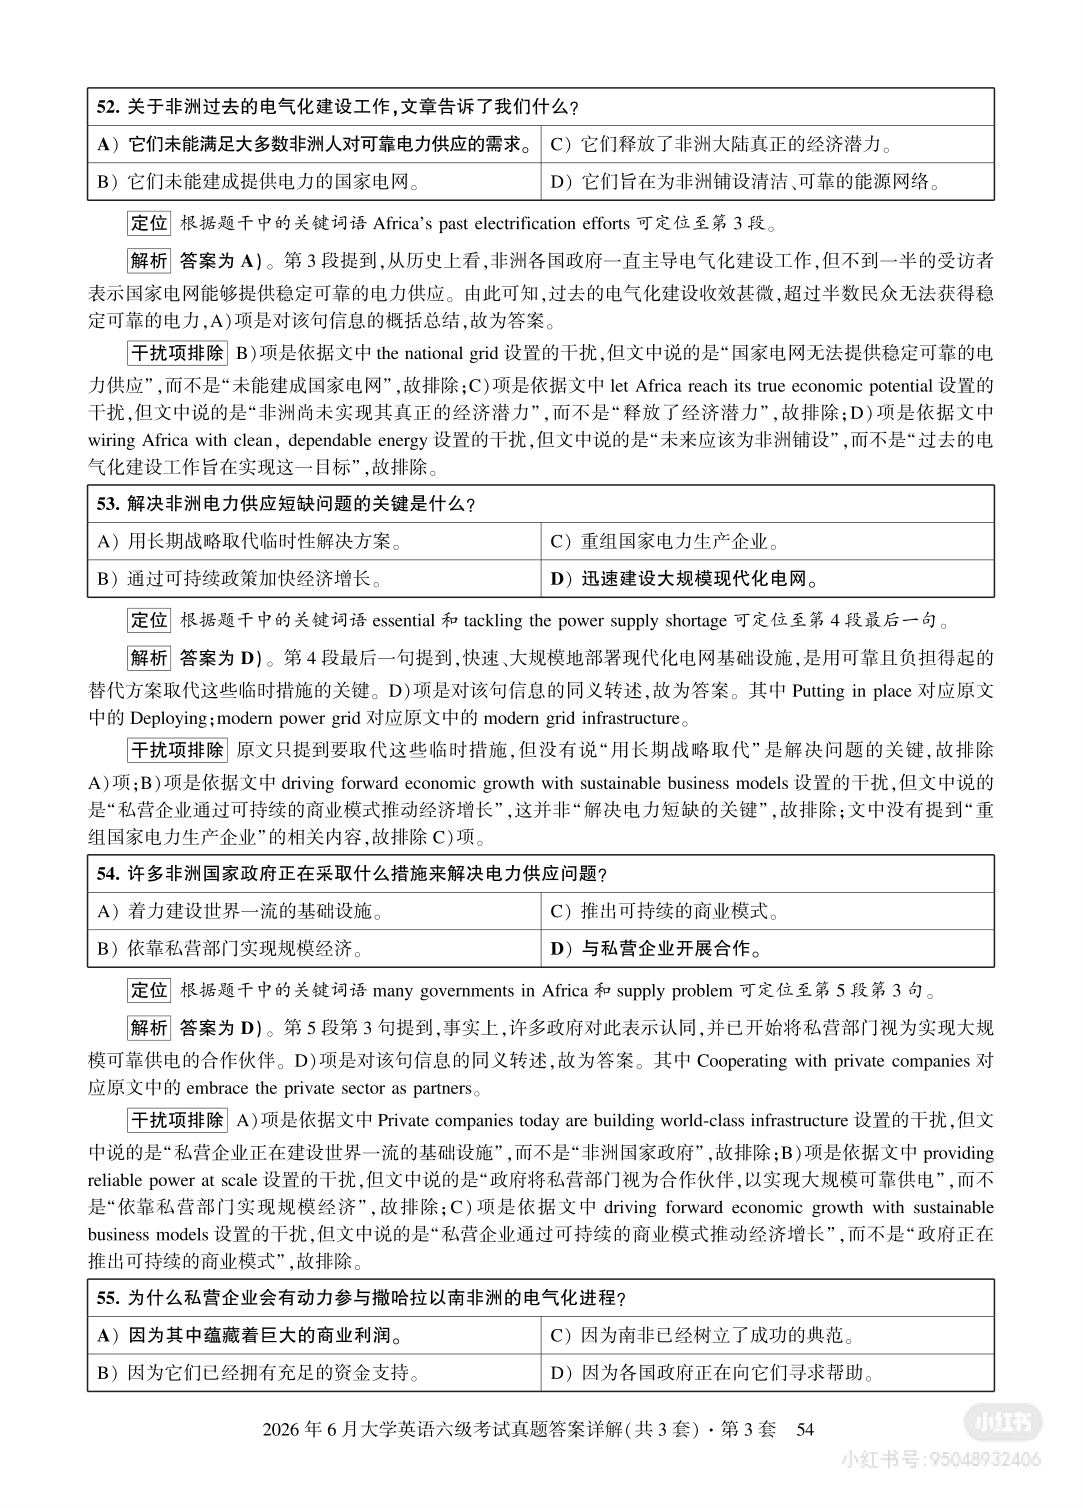 52. 关于非洲过去的电气化建设工作,文章告诉了我们什么?
A) 它们未能满足大多数非洲人对可靠电力供应的需求。 C) 它们释放了非洲大陆真正的经济潜力。
B) 它们未能建成提供电力的国家电网。 D) 它们旨在为非洲铺设清洁、可靠的能源网络。
定位 根据题干中的关键词语 Africa's past electrification efforts 可定位至第 3 段。
解析 答案为 A)。第 3 段提到,从历史上看,非洲各国政府一直主导电气化建设工作,但不到一半的受访者
表示国家电网能够提供稳定可靠的电力供应。由此可知,过去的电气化建设收效甚微,超过半数民众无法获得稳
定可靠的电力,A)项是对该句信息的概括总结,故为答案。
干扰项排除 B)项是依据文中 the national grid 设置的干扰,但文中说的是“国家电网无法提供稳定可靠的电
力供应”,而不是“未能建成国家电网”,故排除;C)项是依据文中 let Africa reach its true economic potential 设置的
干扰,但文中说的是“非洲尚未实现其真正的经济潜力”,而不是“释放了经济潜力”,故排除;D)项是依据文中
wiring Africa with clean, dependable energy 设置的干扰,但文中说的是“未来应该为非洲铺设”,而不是“过去的电
气化建设工作旨在实现这一目标”,故排除。
53. 解决非洲电力供应短缺问题的关键是什么?
A) 用长期战略取代临时性解决方案。 C) 重组国家电力生产企业。
B) 通过可持续政策加快经济增长。 D) 迅速建设大规模现代化电网。
定位 根据题干中的关键词语 essential 和 tackling the power supply shortage 可定位至第 4 段最后一句。
解析 答案为 D)。第 4 段最后一句提到,快速、大规模地部署现代化电网基础设施,是用可靠且负担得起的
替代方案取代这些临时措施的关键。D)项是对该句信息的同义转述,故为答案。其中 Putting in place 对应原文
中的 Deploying;modern power grid 对应原文中的 modern grid infrastructure。
干扰项排除 原文只提到要取代这些临时措施,但没有说“用长期战略取代”是解决问题的关键,故排除
A)项;B)项是依据文中 driving forward economic growth with sustainable business models 设置的干扰,但文中说的
是“私营企业通过可持续的商业模式推动经济增长”,这并非“解决电力短缺的关键”,故排除;文中没有提到“重
组国家电力生产企业”的相关内容,故排除 C)项。
54. 许多非洲国家政府正在采取什么措施来解决电力供应问题?
A) 着力建设世界一流的基础设施。 C) 推出可持续的商业模式。
B) 依靠私营部门实现规模经济。 D) 与私营企业开展合作。
定位 根据题干中的关键词语 many governments in Africa 和 supply problem 可定位至第 5 段第 3 句。
解析 答案为 D)。第 5 段第 3 句提到,事实上,许多政府对此表示认同,并已开始将私营部门视为实现大规
模可靠供电的合作伙伴。D)项是对该句信息的同义转述,故为答案。其中 Cooperating with private companies 对
应原文中的 embrace the private sector as partners。
干扰项排除 A)项是依据文中 Private companies today are building world-class infrastructure 设置的干扰,但文
中说的是“私营企业正在建设世界一流的基础设施”,而不是“非洲国家政府”,故排除;B)项是依据文中 providing
reliable power at scale 设置的干扰,但文中说的是“政府将私营部门视为合作伙伴,以实现大规模可靠供电”,而不
是“依靠私营部门实现规模经济”,故排除;C)项是依据文中 driving forward economic growth with sustainable
business models 设置的干扰,但文中说的是“私营企业通过可持续的商业模式推动经济增长”,而不是“政府正在
推出可持续的商业模式”,故排除。
55. 为什么私营企业会有动力参与撒哈拉以南非洲的电气化进程?
A) 因为其中蕴藏着巨大的商业利润。 C) 因为南非已经树立了成功的典范。
B) 因为它们已经拥有充足的资金支持。 D) 因为各国政府正在向它们寻求帮助。
2026 年 6 月大学英语六级考试真题答案详解(共 3 套)·第 3 套 54
小红书
小红书号:95048932406